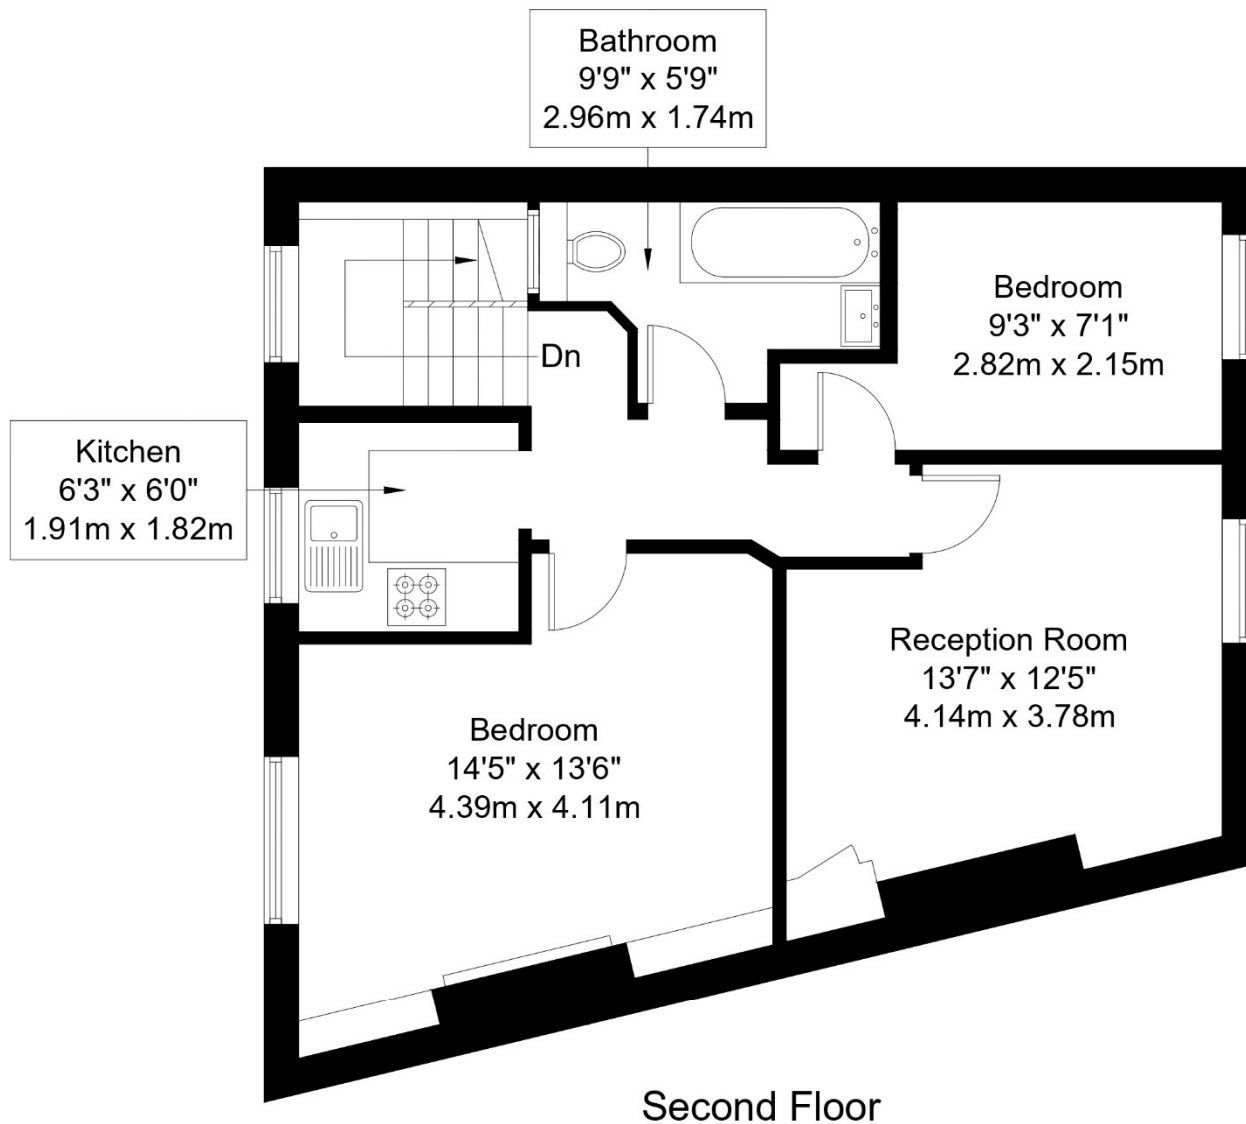 Bathroom
9'9" x 5'9"
2.96m x 1.74m
Bedroom
9'3" x 7'1"
2.82m x 2.15m
Dn
Kitchen
6'3" x 6'0"
1.91m x 1.82m
Reception Room
13'7" x 12'5"
4.14m x 3.78m
Bedroom
14'5" x 13'6"
4.39m x 4.11m
Second Floor